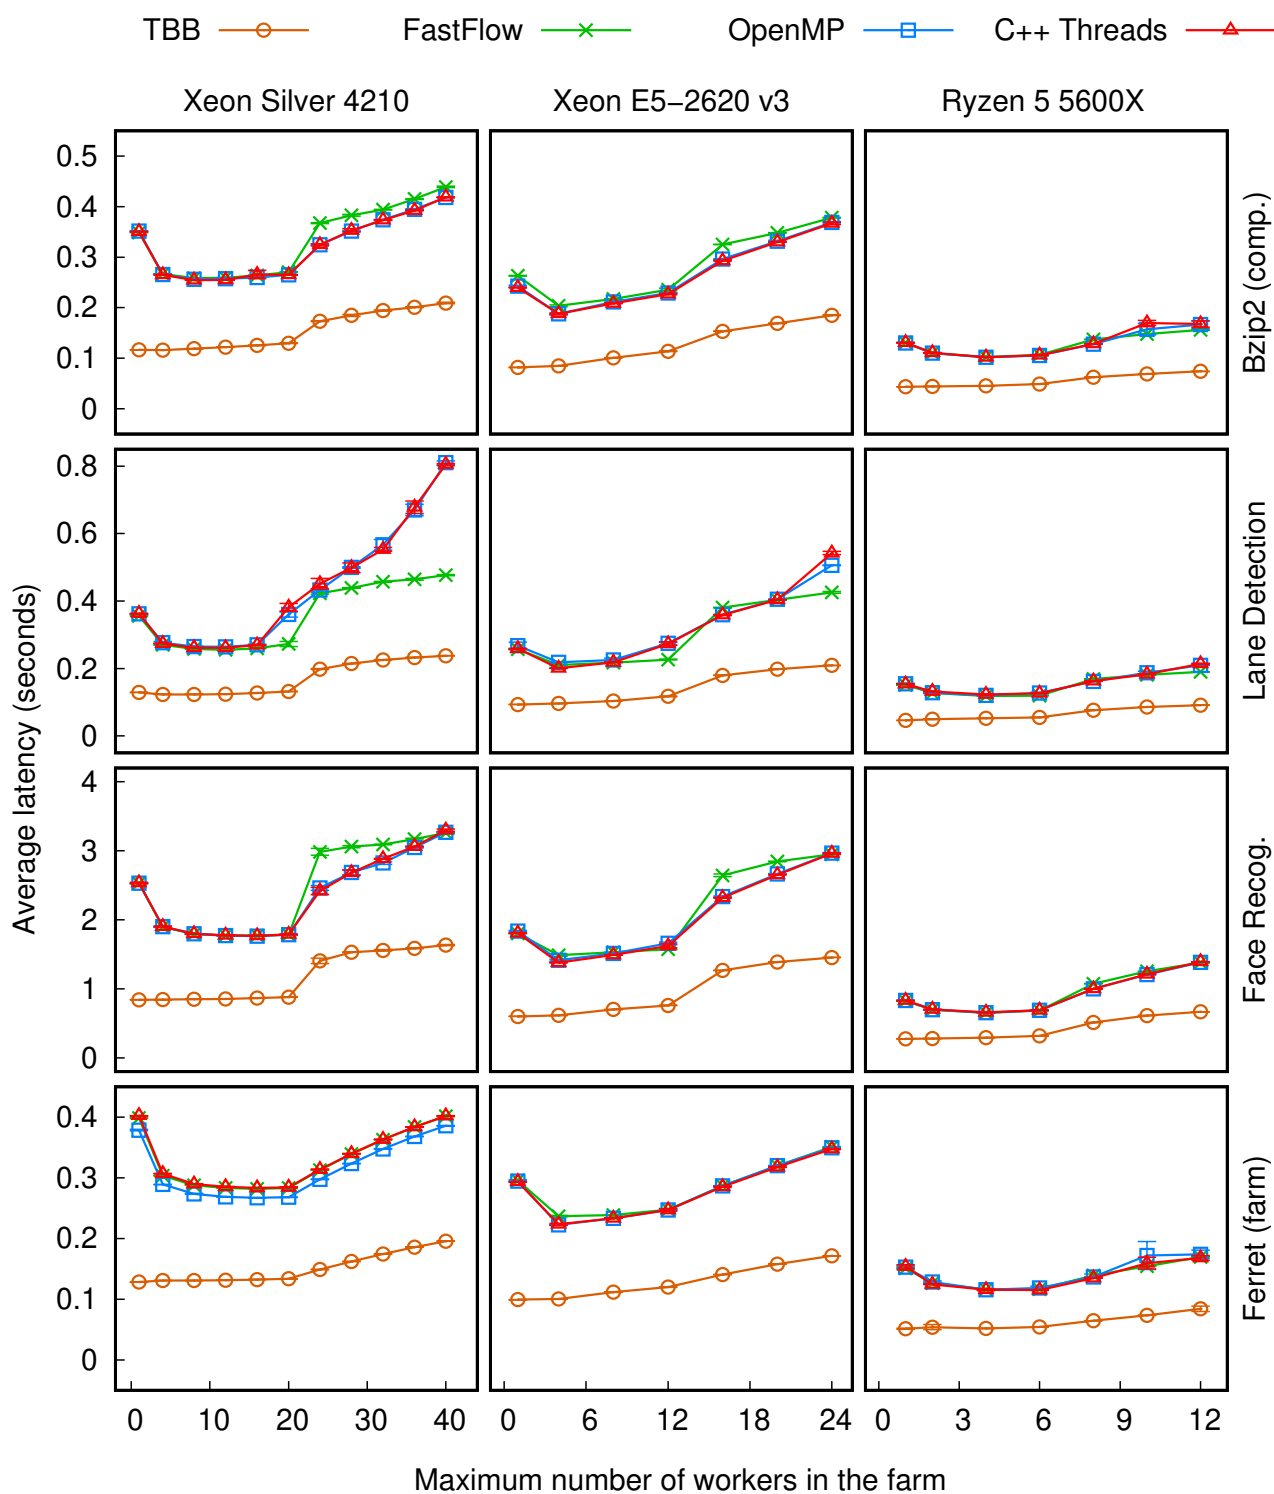 TBB FastFlow OpenMP C++ Threads
Xeon Silver 4210 Xeon E5−2620 v3 Ryzen 5 5600X
0.5
0.4
0.3
0.2
0.1
0
Bzip2 (comp.)
0.8
0.6
0.4
0.2
0
Lane Detection
Average latency (seconds)
4
3
2
1
0
Face Recog.
0.4
0.3
0.2
0.1
0
Ferret (farm)
0 10 20 30 40 0 6 12 18 24 0 3 6 9 12
Maximum number of workers in the farm